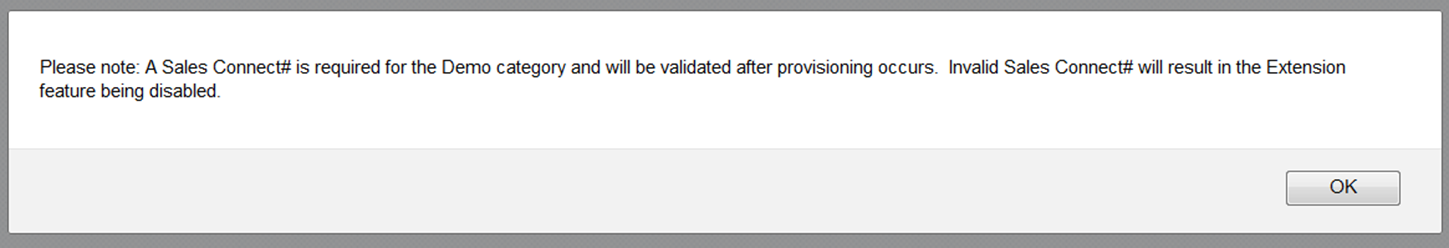 Please note: A Sales Connect# is required for the Demo category and will be validated after provisioning occurs.  Invalid Sales Connect# will result in the Extension
feature being disabled.
OK